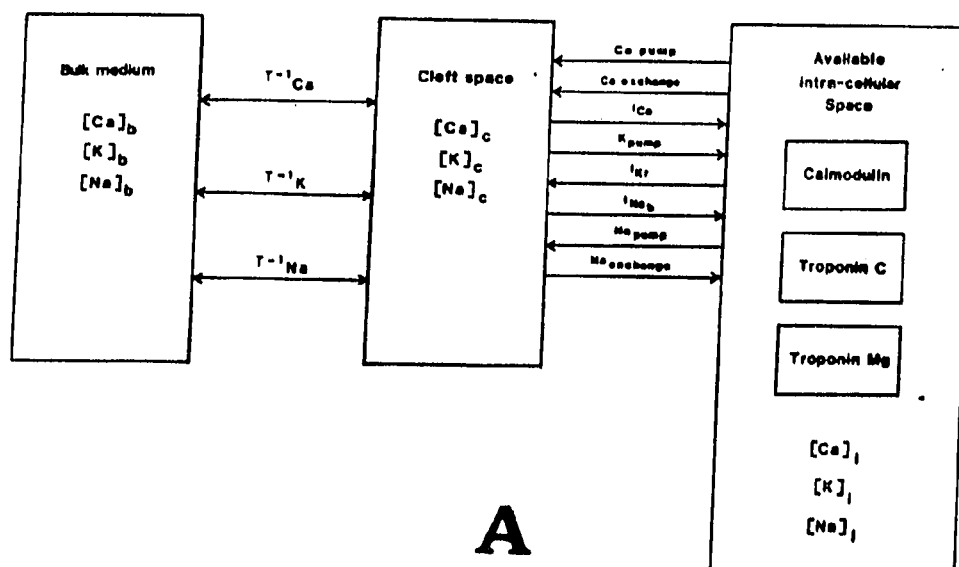 Bulk medium
[Ca]b
[K]b
[Na]b
T-1Ca
T-1K
T-1Na
Cleft space
[Ca]c
[K]c
[Na]c
Ca pump
Ca exchange
ICa
Kpump
IKr
INab
Napump
Naexchange
Available
intra-cellular
Space
Calmodulin
Troponin C
Troponin Mg
[Ca]i
[K]i
[Na]i
A